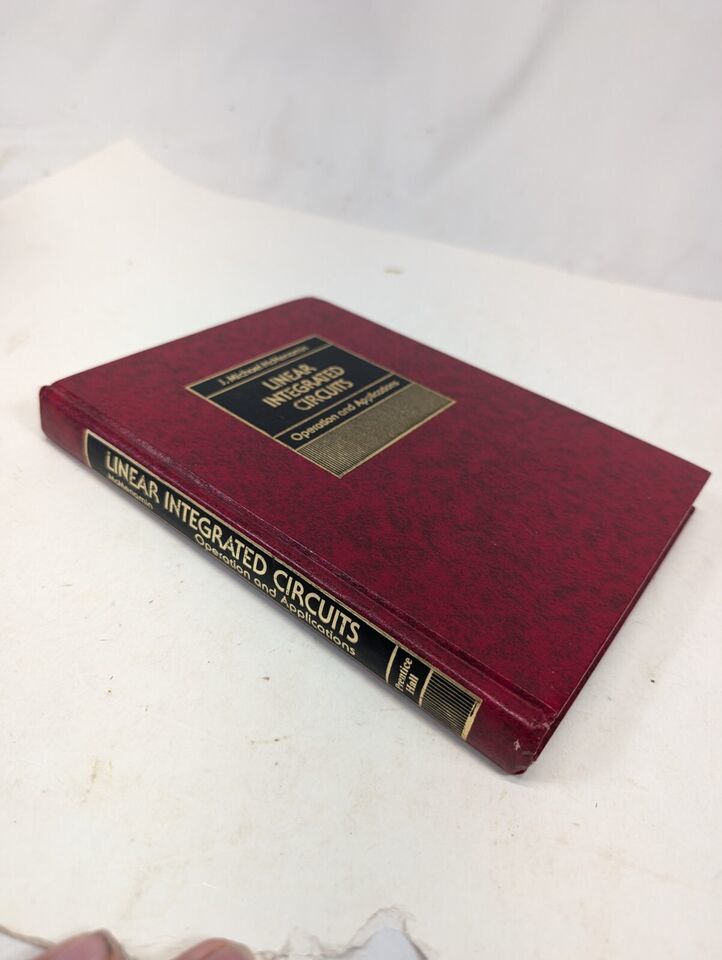 J. Michael McMenamin
LINEAR
INTEGRATED
CIRCUITS
Operation and Applications
LINEAR INTEGRATED CIRCUITS
McMenamin
Operation and Applications
Prentice
Hall